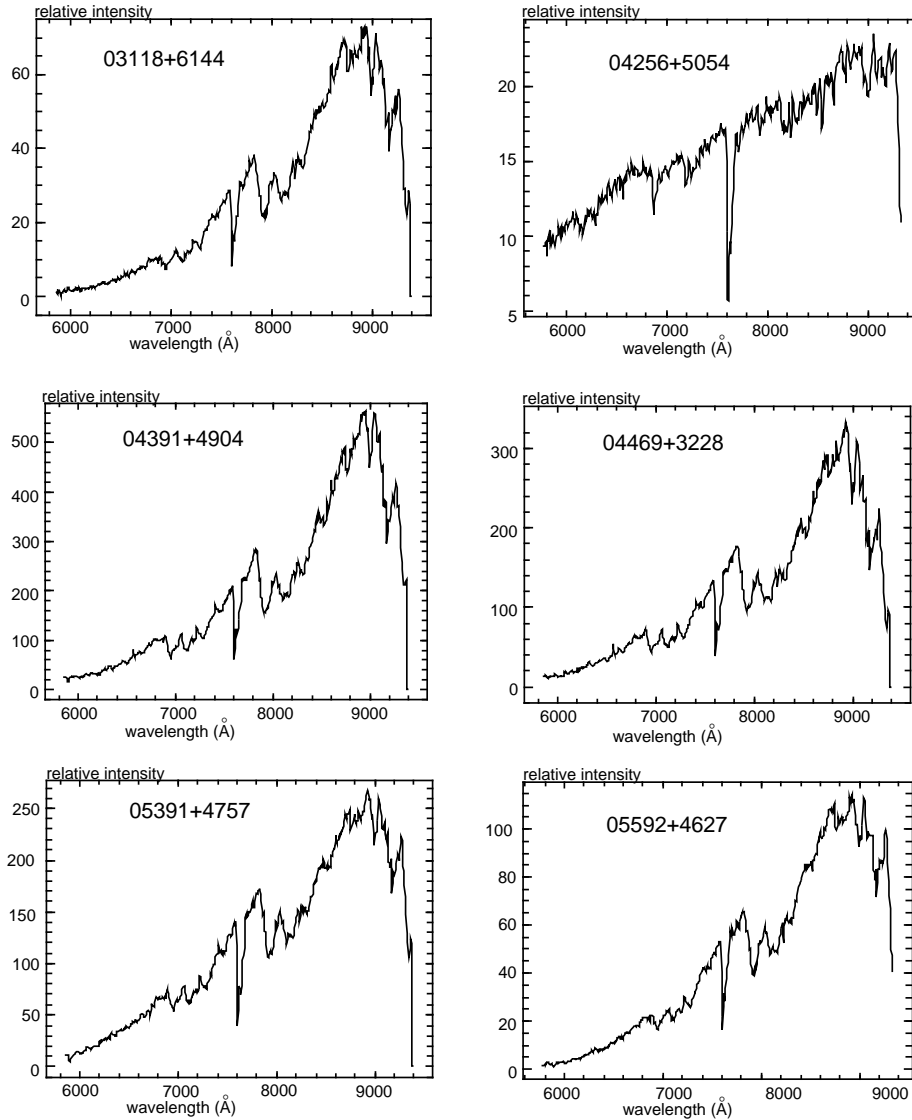 relative intensity
03118+6144
60
40
20
0
6000 7000 8000 9000
wavelength (Å)
relative intensity
04256+5054
20
15
10
5
6000 7000 8000 9000
wavelength (Å)
relative intensity
04391+4904
500
400
300
200
100
0
6000 7000 8000 9000
wavelength (Å)
relative intensity
04469+3228
300
200
100
0
6000 7000 8000 9000
wavelength (Å)
relative intensity
05391+4757
250
200
150
100
50
0
6000 7000 8000 9000
wavelength (Å)
relative intensity
05592+4627
100
80
60
40
20
0
6000 7000 8000 9000
wavelength (Å)